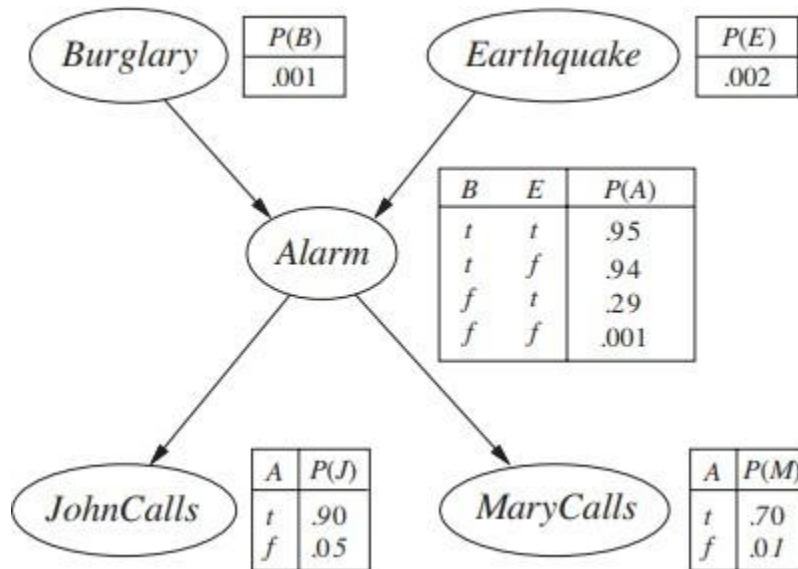 Burglary
P(B)
.001
Earthquake
P(E)
.002
B E P(A)
t t .95
t f .94
f t .29
f f .001
Alarm
JohnCalls
A P(J)
t .90
f .05
MaryCalls
A P(M)
t .70
f .01